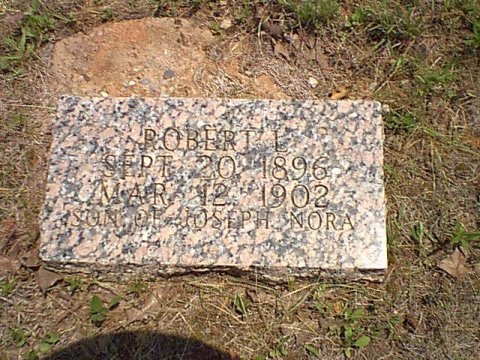 ROBERT L
SEPT 20 1896
MAR 12 1902
SON OF JOSEPH NORA